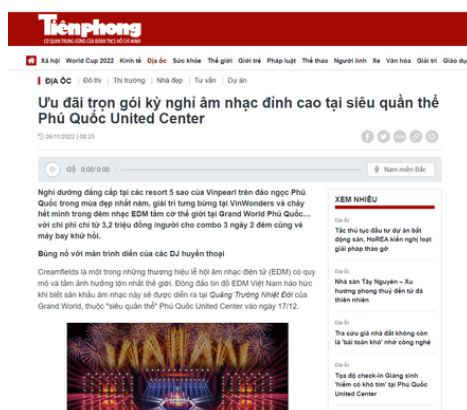 Tiềnphong
CƠ QUAN TRUNG ƯƠNG CỦA ĐOÀN TNCS HỒ CHÍ MINH
Xã hội World Cup 2022 Kinh tế Địa ốc Sức khỏe Thế giới Giới trẻ Pháp luật Thể thao Người lính Xe Văn hóa Giải trí Giáo dụ
ĐỊA ỐC Đô thị Thị trường Nhà đẹp Tư vấn Dự án
Ưu đãi trọn gói kỳ nghỉ âm nhạc đỉnh cao tại siêu quần thể
Phú Quốc United Center
26/11/2022 | 08:25
0:00/ 0:00
Nam miền Bắc
Nghỉ dưỡng đẳng cấp tại các resort 5 sao của Vinpearl trên đảo ngọc Phú
Quốc trong mùa đẹp nhất năm, giải trí tưng bừng tại VinWonders và cháy
hết mình trong đêm nhạc EDM tầm cỡ thế giới tại Grand World Phú Quốc...
với chi phí chỉ từ 3,2 triệu đồng /người cho combo 3 ngày 2 đêm cùng vé
máy bay khứ hồi.
Bùng nổ với màn trình diễn của các DJ huyền thoại
Creamfields là một trong những thương hiệu lễ hội âm nhạc điện tử (EDM) có quy
mô và tầm ảnh hưởng lớn nhất thế giới. Đông đảo tín đồ EDM Việt Nam háo hức
khi biết sân khấu âm nhạc này sẽ được diễn ra tại Quảng Trường Nhiệt Đới của
Grand World, thuộc "siêu quần thể" Phú Quốc United Center vào ngày 17/12.
XEM NHIỀU
Địa ốc
Tắc thủ tục đầu tư dự án bất
động sản, HoREA kiến nghị loạt
giải pháp tháo gỡ
Địa ốc
Nhà sàn Tây Nguyên – Xu
hướng phong thuỷ đến từ đá
thiên nhiên
Địa ốc
Tra cứu giá nhà đất không còn
là 'bài toán khó' nhờ công nghệ
Địa ốc
Tọa độ check-in Giáng sinh
'hiếm có khó tìm' tại Phú Quốc
United Center